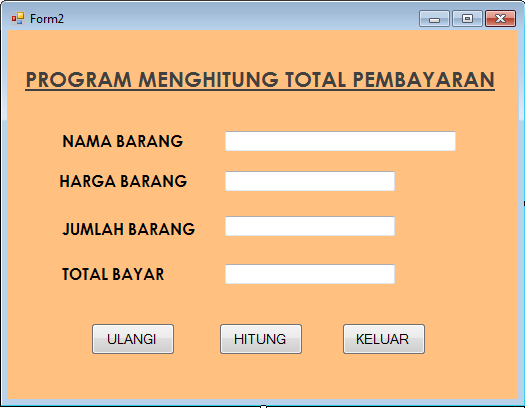 Form2
PROGRAM MENGHITUNG TOTAL PEMBAYARAN
NAMA BARANG
HARGA BARANG
JUMLAH BARANG
TOTAL BAYAR
ULANGI HITUNG KELUAR